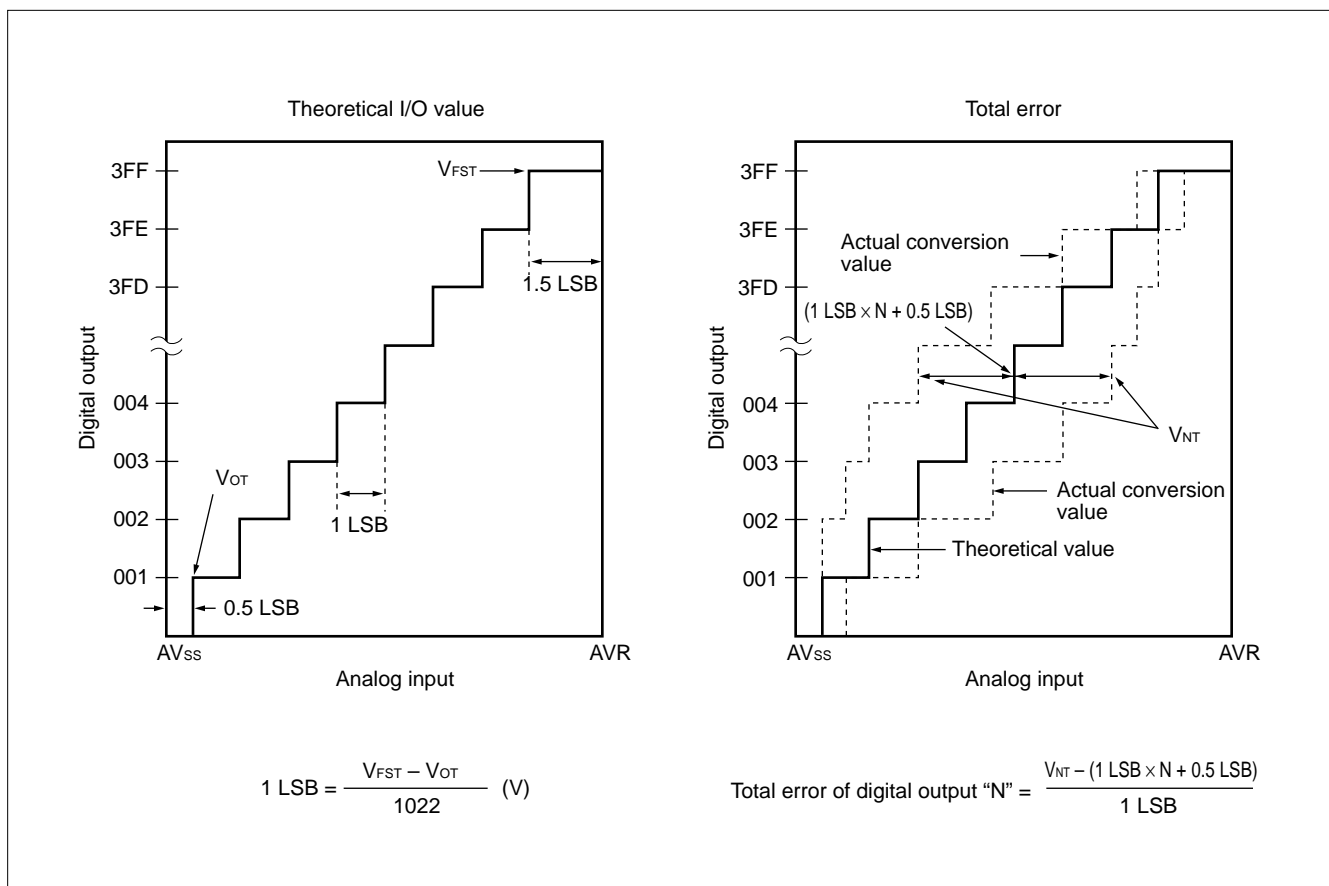 Theoretical I/O value
3FF
3FE
3FD
004
003
002
001
Digital output
VFST
1.5 LSB
1 LSB
VOT
0.5 LSB
AVss
AVR
Analog input
1 LSB = VFST – VOT / 1022 (V)
Total error
3FF
3FE
3FD
004
003
002
001
Digital output
Actual conversion
value
(1 LSB × N + 0.5 LSB)
VNT
Actual conversion
value
Theoretical value
AVss
AVR
Analog input
Total error of digital output “N” = VNT – (1 LSB × N + 0.5 LSB) / 1 LSB